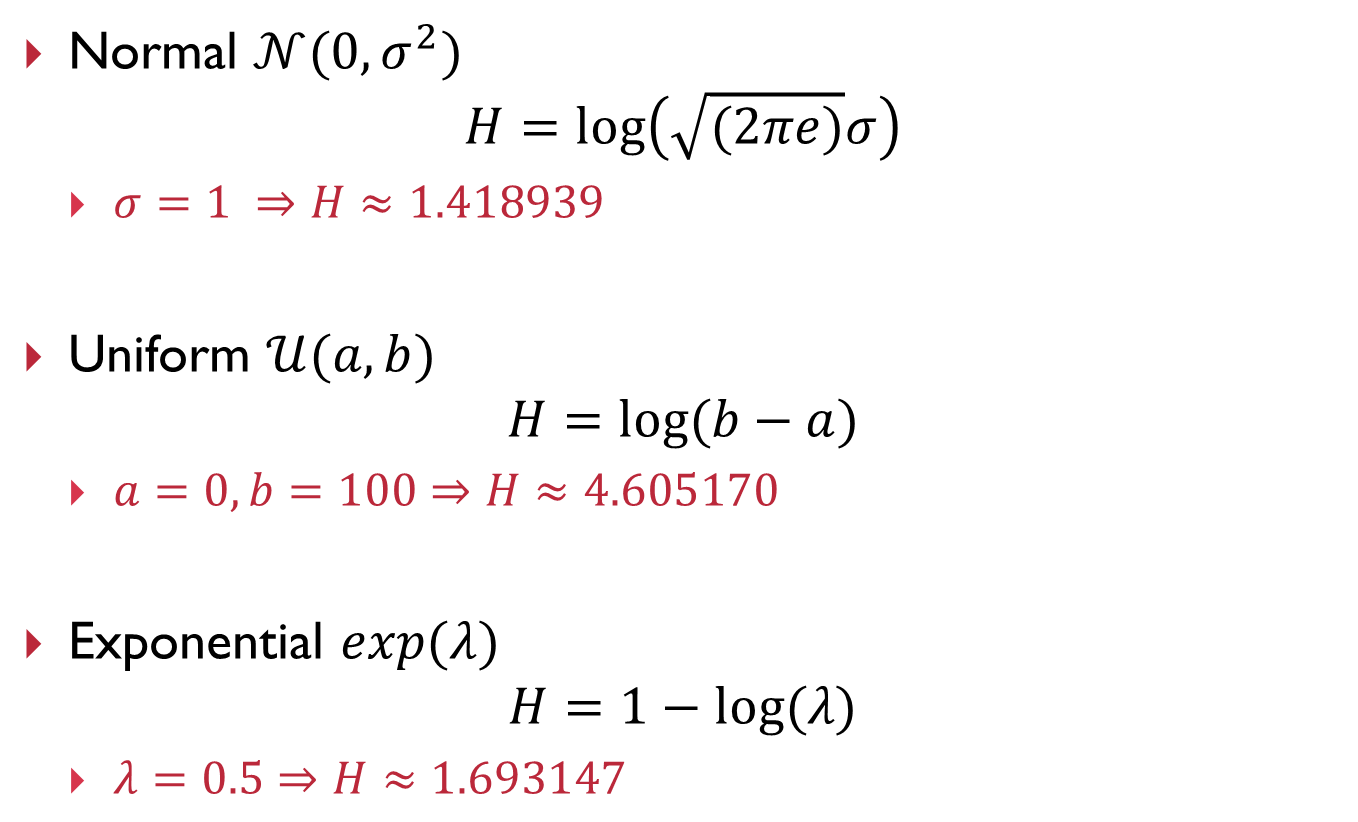 Normal 𝒩(0, σ²)
H = log(√(2πe)σ)
σ = 1 ⇒ H ≈ 1.418939
Uniform 𝒰(a, b)
H = log(b − a)
a = 0, b = 100 ⇒ H ≈ 4.605170
Exponential exp(λ)
H = 1 − log(λ)
λ = 0.5 ⇒ H ≈ 1.693147